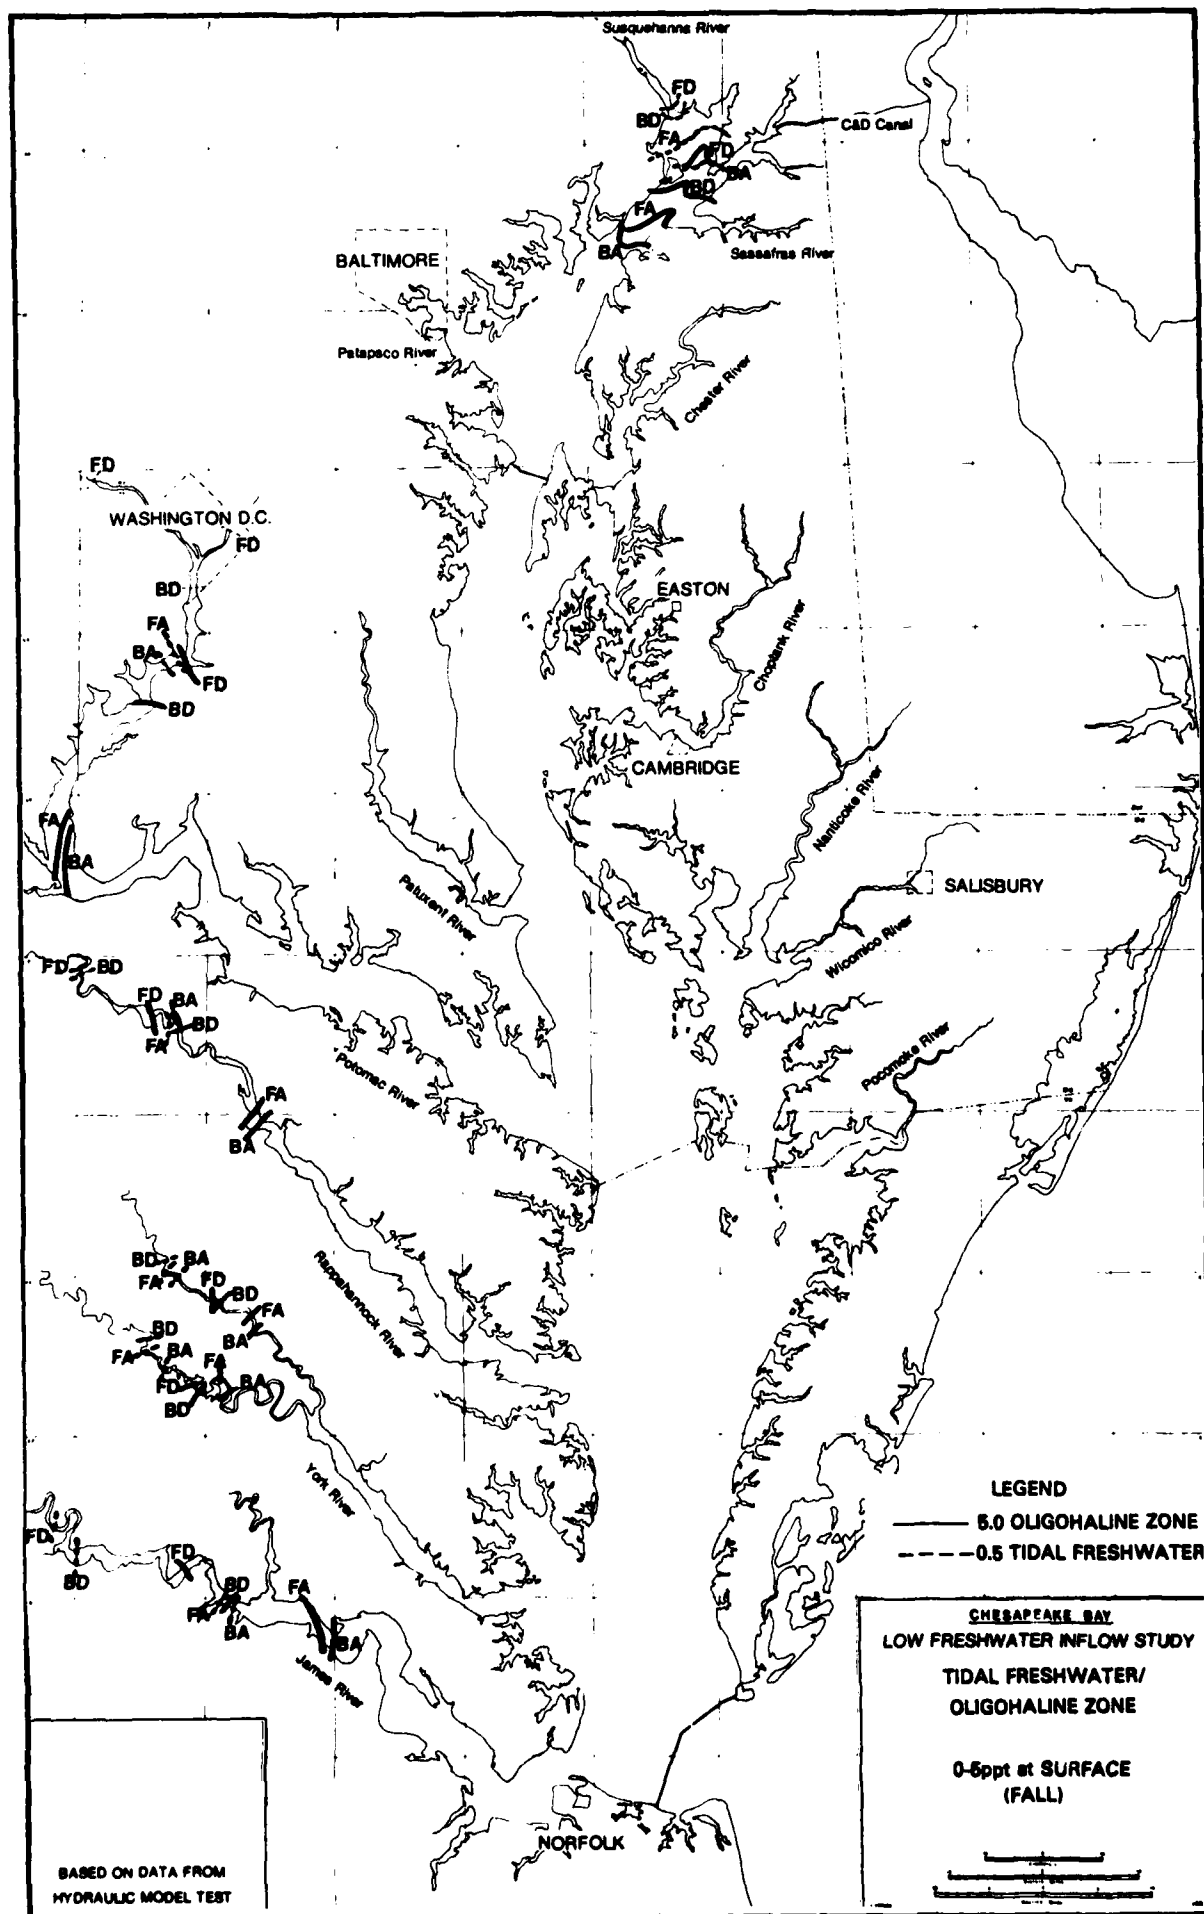 Susquehanna River
FD
BD
C&D Canal
FA
FD
BA
BD
FA
BA
Sassafras River
BALTIMORE
Patapsco River
Chester River
FD
WASHINGTON D.C.
FD
BD
EASTON
FA
BA
FD
BD
Choptank River
CAMBRIDGE
Nanticoke River
FA
BA
SALISBURY
Patuxent River
Wicomico River
FD
BD
FD
BA
BD
FA
Potomac River
Pocomoke River
FA
BA
BD
BA
FA
FD
BD
FA
BA
Rappahannock River
BD
FA
BA
FA
FD
BA
BD
York River
LEGEND
5.0 OLIGOHALINE ZONE
0.5 TIDAL FRESHWATER
FD
BD
FD
BD
FA
BA
FA
BA
James River
CHESAPEAKE BAY
LOW FRESHWATER INFLOW STUDY
TIDAL FRESHWATER/
OLIGOHALINE ZONE
0-5ppt at SURFACE
(FALL)
NORFOLK
BASED ON DATA FROM
HYDRAULIC MODEL TEST